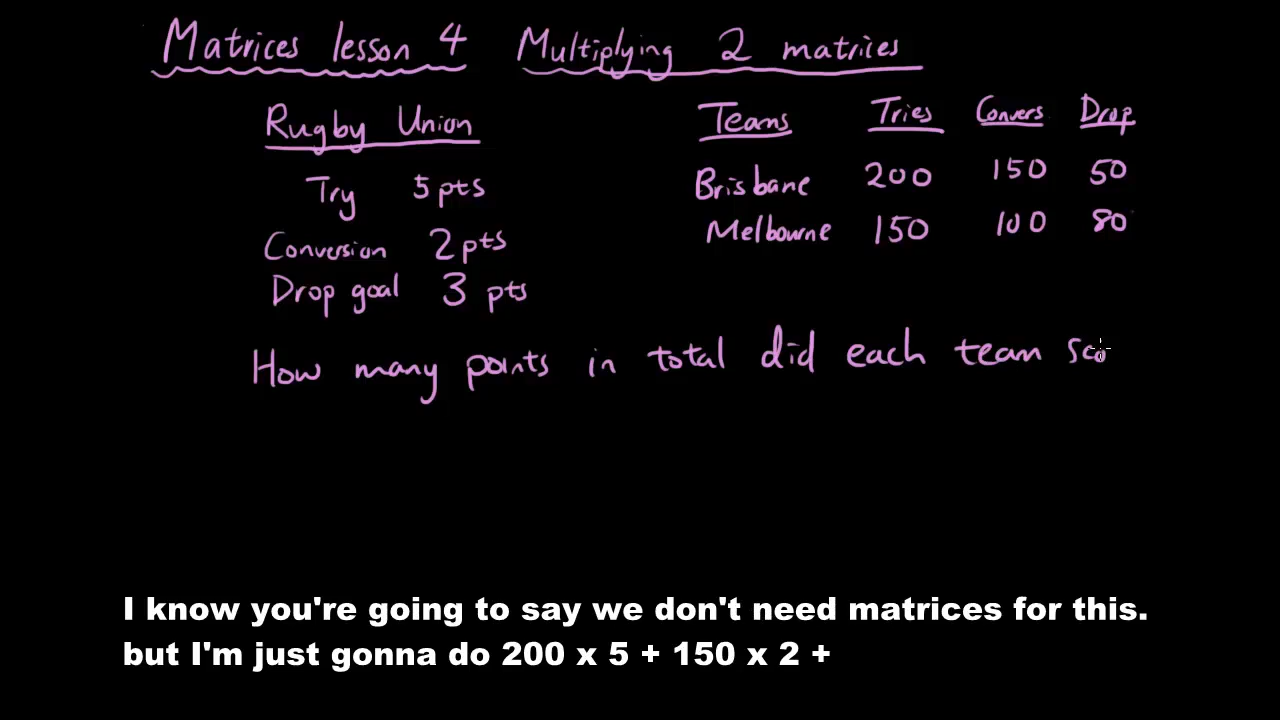 Matrices lesson 4 Multiplying 2 matrices
Rugby Union
Try 5 pts
Conversion 2 pts
Drop goal 3 pts
Teams Tries Convers Drop
Brisbane 200 150 50
Melbourne 150 100 80
How many points in total did each team sc
I know you're going to say we don't need matrices for this.
but I'm just gonna do 200 x 5 + 150 x 2 +